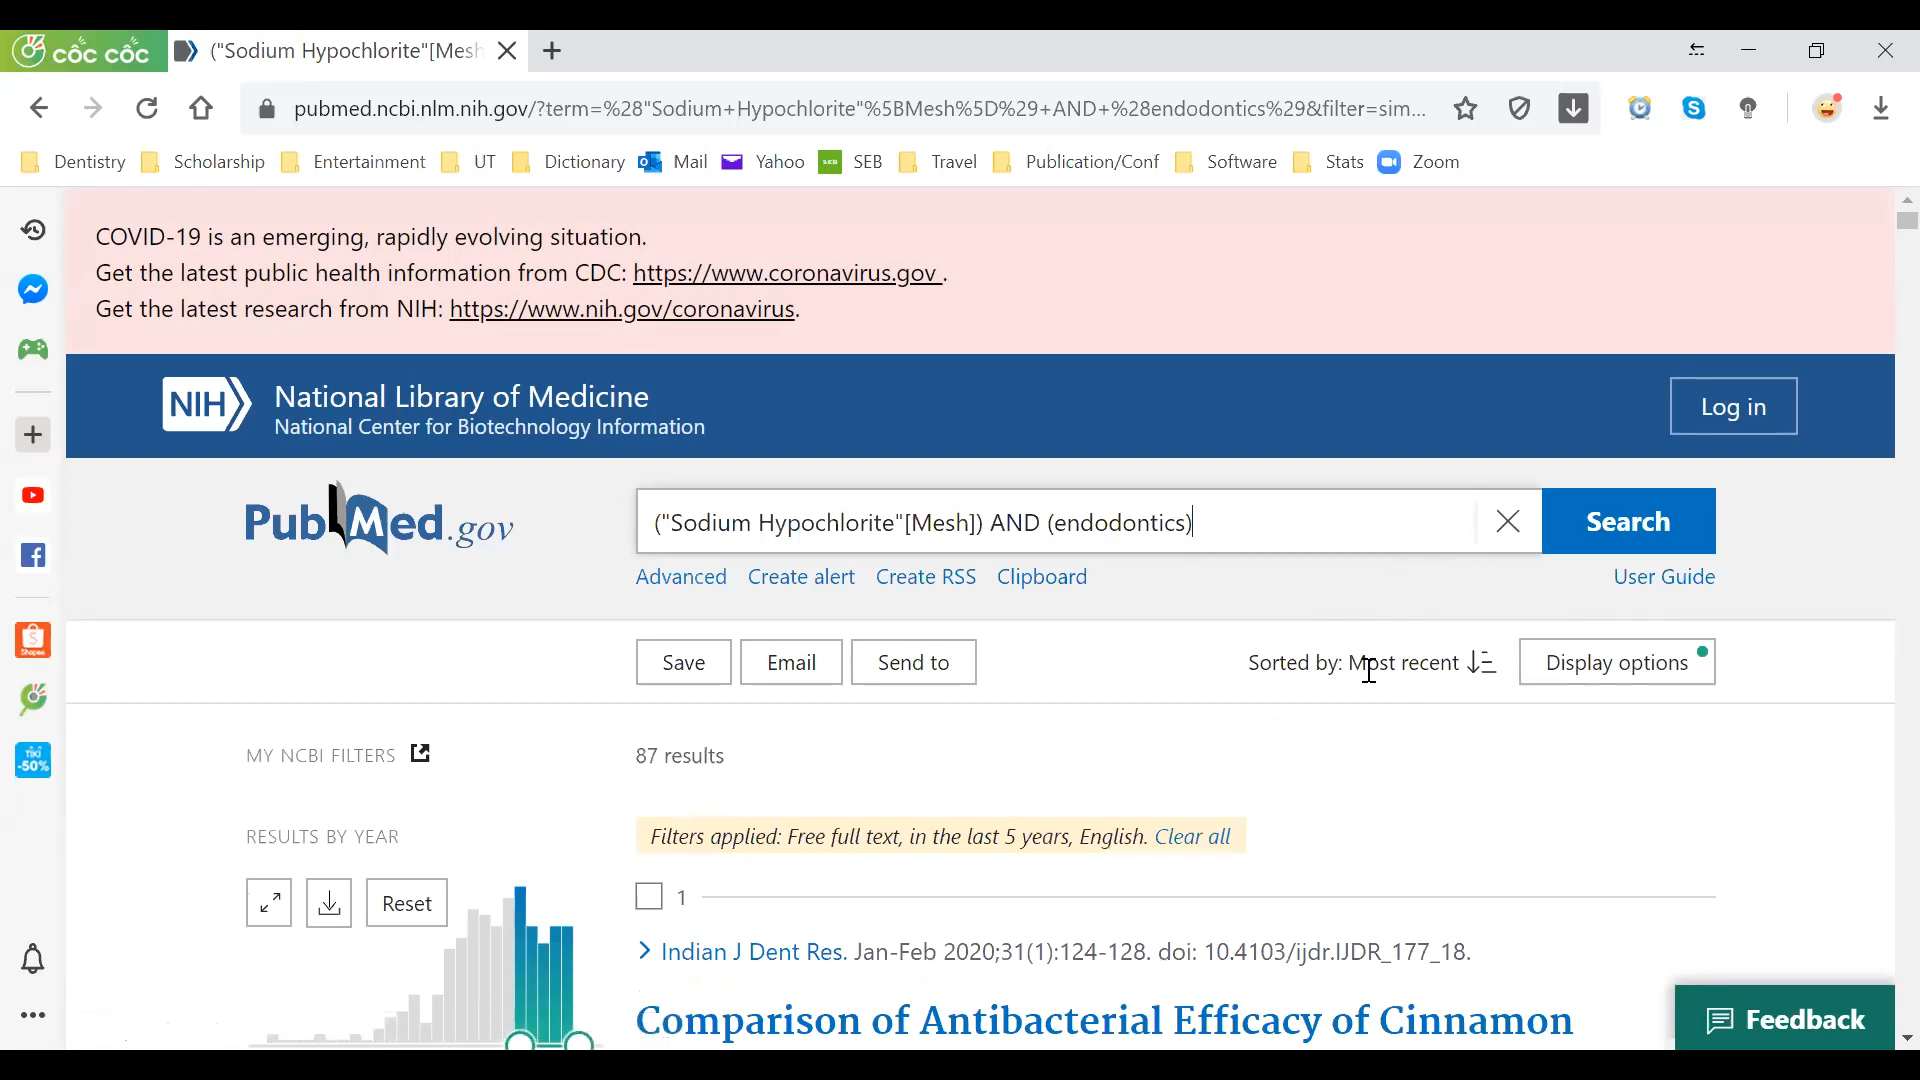 cốc cốc
("Sodium Hypochlorite"[Mesh
pubmed.ncbi.nlm.nih.gov/?term=%28"Sodium+Hypochlorite"%5BMesh%5D%29+AND+%28endodontics%29&filter=sim...
Dentistry Scholarship Entertainment UT Dictionary Mail Yahoo SEB Travel Publication/Conf Software Stats Zoom
COVID-19 is an emerging, rapidly evolving situation.
Get the latest public health information from CDC: https://www.coronavirus.gov .
Get the latest research from NIH: https://www.nih.gov/coronavirus.
NIH National Library of Medicine
National Center for Biotechnology Information
Log in
PubMed.gov
("Sodium Hypochlorite"[Mesh]) AND (endodontics)
Search
Advanced Create alert Create RSS Clipboard User Guide
Save Email Send to Sorted by: Most recent Display options
MY NCBI FILTERS
87 results
RESULTS BY YEAR
Filters applied: Free full text, in the last 5 years, English. Clear all
Reset
1
Indian J Dent Res. Jan-Feb 2020;31(1):124-128. doi: 10.4103/ijdr.IJDR_177_18.
Comparison of Antibacterial Efficacy of Cinnamon
Feedback
Shopee
TIKI
-50%